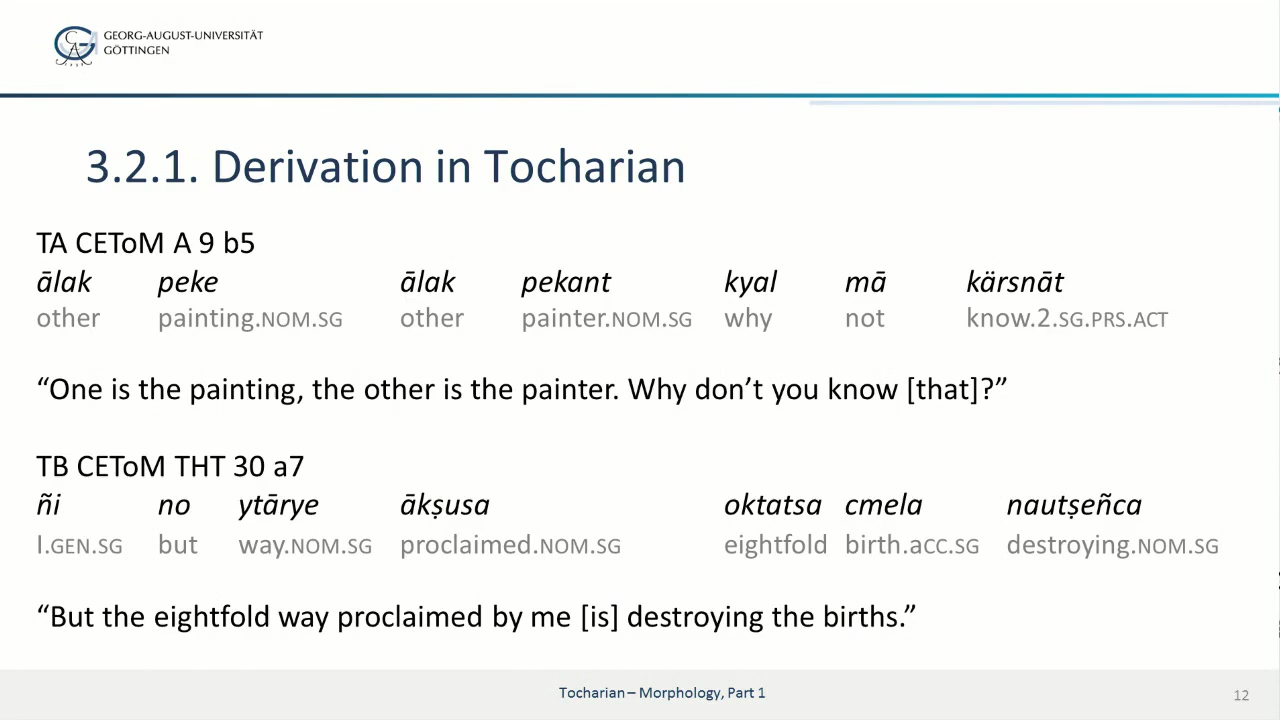 GEORG-AUGUST-UNIVERSITÄT
GÖTTINGEN
3.2.1. Derivation in Tocharian
TA CEToM A 9 b5
ālak peke ālak pekant kyal mā kärsnāt
other painting.NOM.SG other painter.NOM.SG why not know.2.SG.PRS.ACT
“One is the painting, the other is the painter. Why don’t you know [that]?”
TB CEToM THT 30 a7
ñi no ytārye ākṣusa oktatsa cmela nautṣeñca
I.GEN.SG but way.NOM.SG proclaimed.NOM.SG eightfold birth.aCC.SG destroying.NOM.SG
“But the eightfold way proclaimed by me [is] destroying the births.”
Tocharian – Morphology, Part 1
12